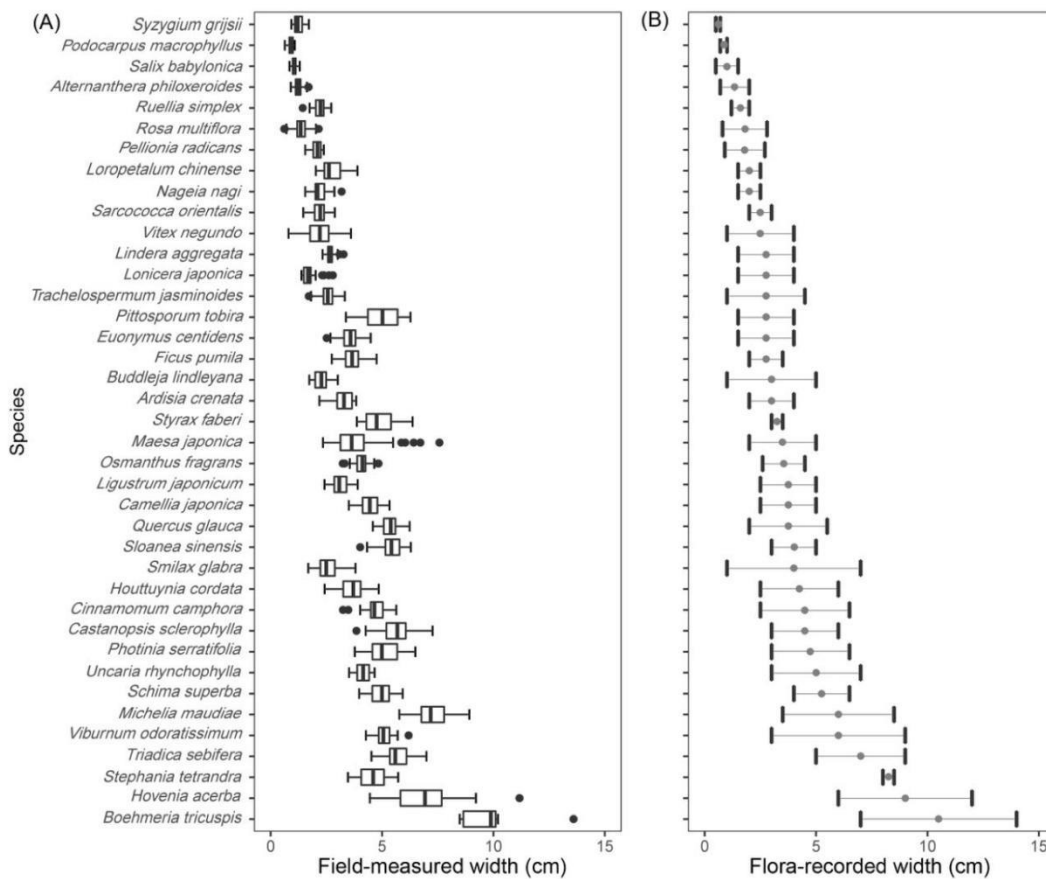 (A)
(B)
Species
Syzygium grijsii
Podocarpus macrophyllus
Salix babylonica
Alternanthera philoxeroides
Ruellia simplex
Rosa multiflora
Pellionia radicans
Loropetalum chinense
Nageia nagi
Sarcococca orientalis
Vitex negundo
Lindera aggregata
Lonicera japonica
Trachelospermum jasminoides
Pittosporum tobira
Euonymus centidens
Ficus pumila
Buddleja lindleyana
Ardisia crenata
Styrax faberi
Maesa japonica
Osmanthus fragrans
Ligustrum japonicum
Camellia japonica
Quercus glauca
Sloanea sinensis
Smilax glabra
Houttuynia cordata
Cinnamomum camphora
Castanopsis sclerophylla
Photinia serratifolia
Uncaria rhynchophylla
Schima superba
Michelia maudiae
Viburnum odoratissimum
Triadica sebifera
Stephania tetrandra
Hovenia acerba
Boehmeria tricuspis
0 5 10 15
Field-measured width (cm)
0 5 10 15
Flora-recorded width (cm)